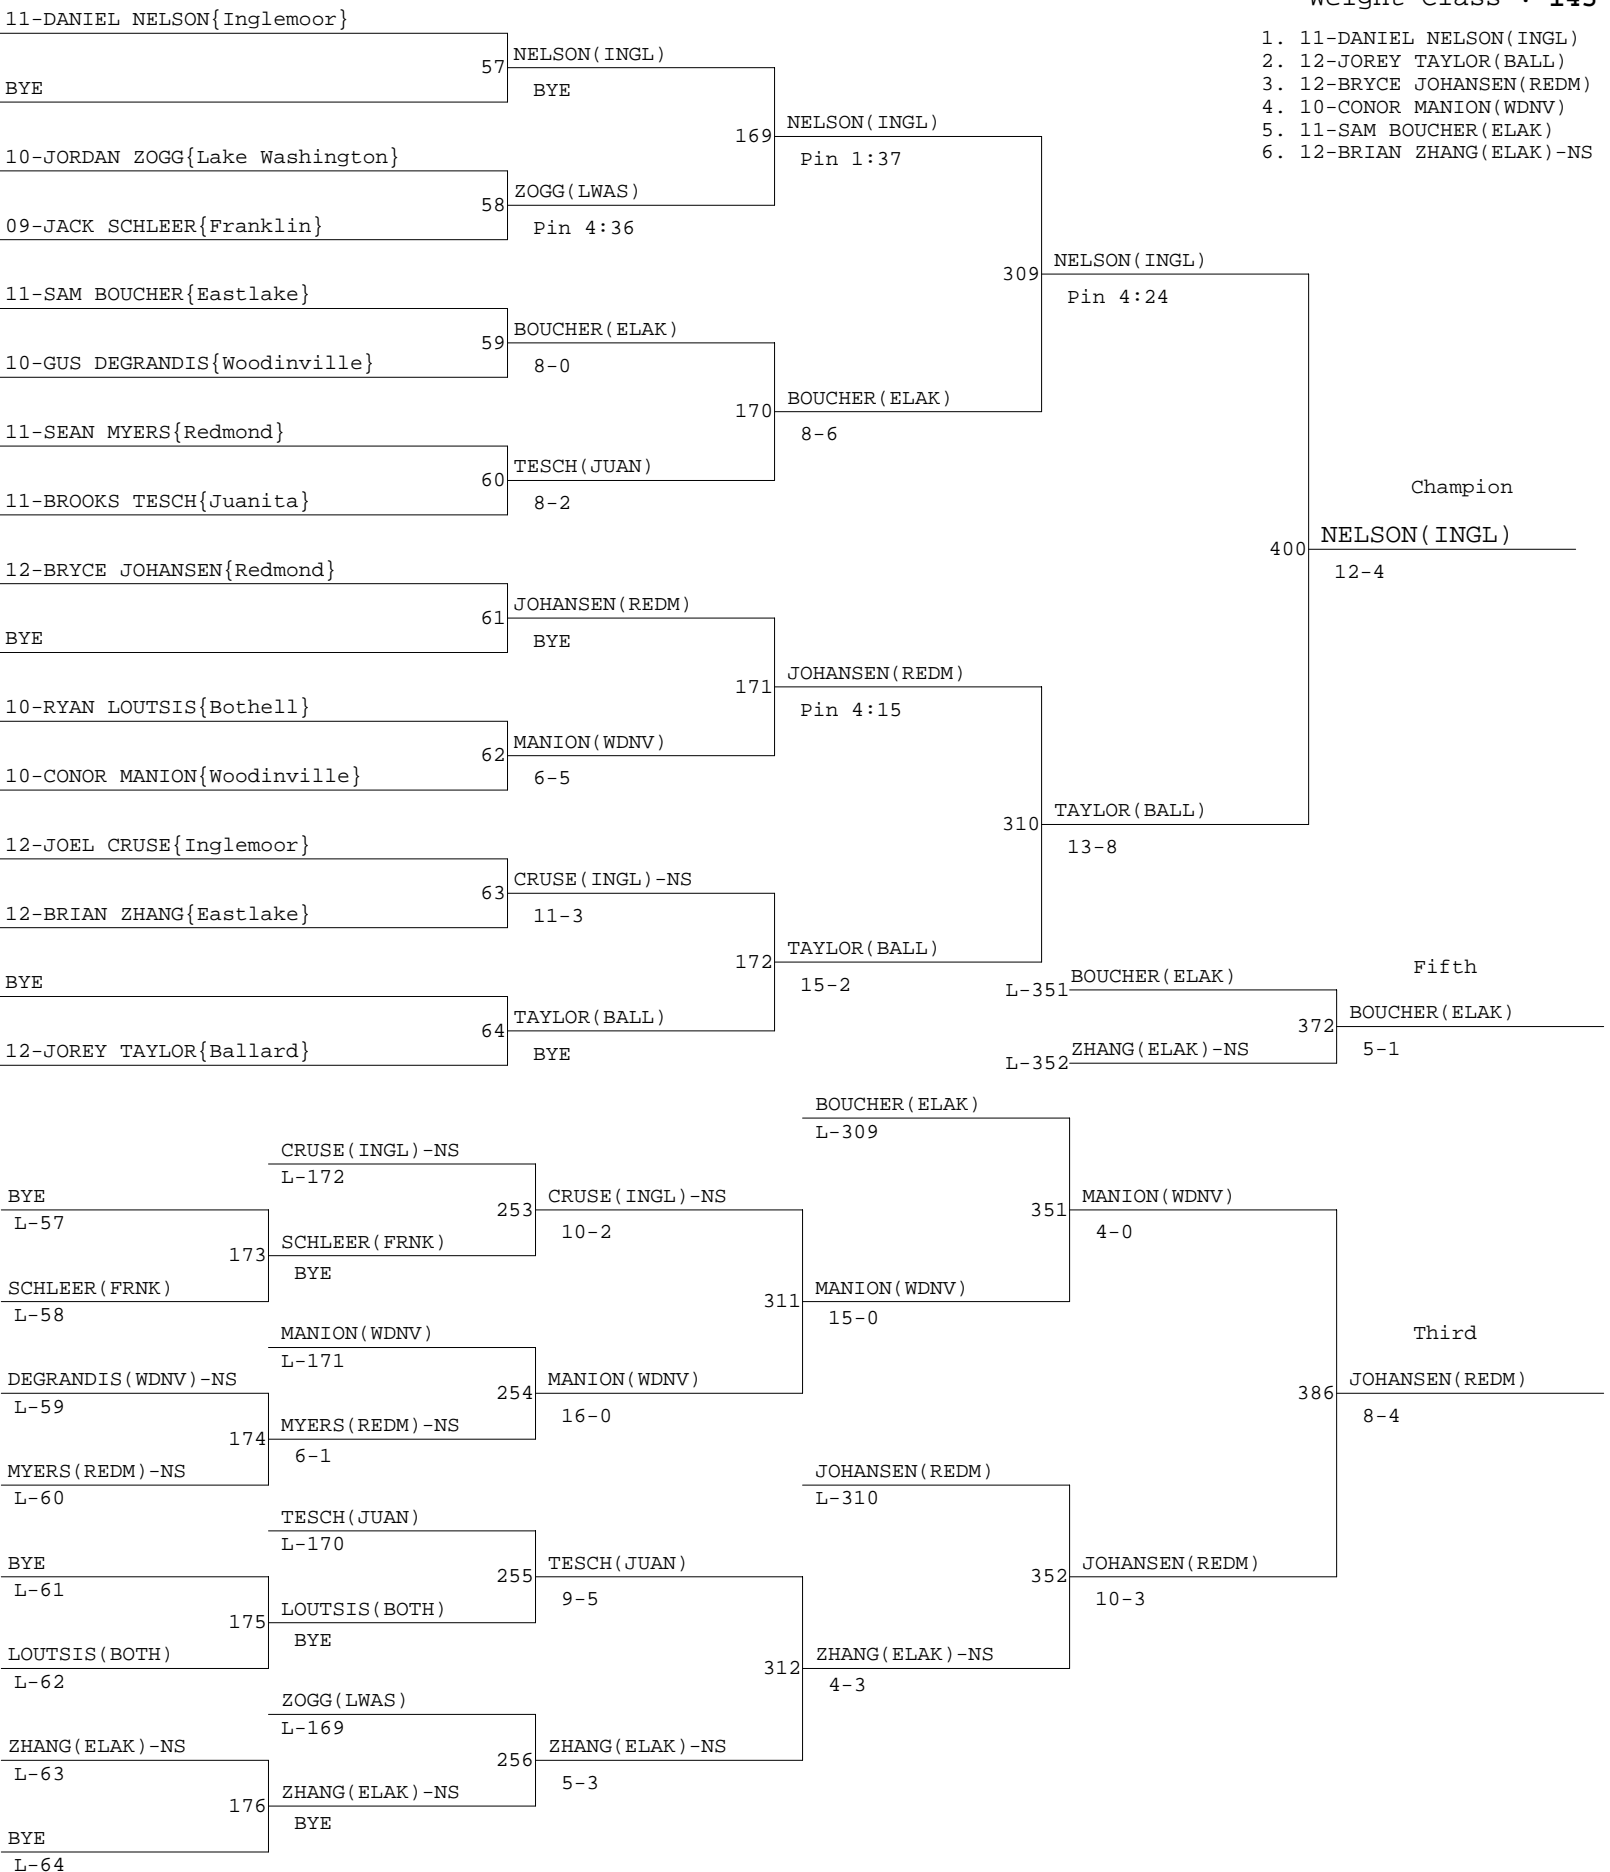 Weight Class : 145
1. 11-DANIEL NELSON(INGL)
2. 12-JOREY TAYLOR(BALL)
3. 12-BRYCE JOHANSEN(REDM)
4. 10-CONOR MANION(WDNV)
5. 11-SAM BOUCHER(ELAK)
6. 12-BRIAN ZHANG(ELAK)-NS
11-DANIEL NELSON{Inglemoor}
BYE
10-JORDAN ZOGG{Lake Washington}
09-JACK SCHLEER{Franklin}
11-SAM BOUCHER{Eastlake}
10-GUS DEGRANDIS{Woodinville}
11-SEAN MYERS{Redmond}
11-BROOKS TESCH{Juanita}
12-BRYCE JOHANSEN{Redmond}
BYE
10-RYAN LOUTSIS{Bothell}
10-CONOR MANION{Woodinville}
12-JOEL CRUSE{Inglemoor}
12-BRIAN ZHANG{Eastlake}
BYE
12-JOREY TAYLOR{Ballard}
57 NELSON(INGL)
BYE
58 ZOGG(LWAS)
Pin 4:36
59 BOUCHER(ELAK)
8-0
60 TESCH(JUAN)
8-2
61 JOHANSEN(REDM)
BYE
62 MANION(WDNV)
6-5
63 CRUSE(INGL)-NS
11-3
64 TAYLOR(BALL)
BYE
169 NELSON(INGL)
Pin 1:37
170 BOUCHER(ELAK)
8-6
171 JOHANSEN(REDM)
Pin 4:15
172 TAYLOR(BALL)
15-2
309 NELSON(INGL)
Pin 4:24
310 TAYLOR(BALL)
13-8
Champion
400 NELSON(INGL)
12-4
Fifth
L-351 BOUCHER(ELAK)
L-352 ZHANG(ELAK)-NS
372 BOUCHER(ELAK)
5-1
BYE
L-57
SCHLEER(FRNK)
L-58
DEGRANDIS(WDNV)-NS
L-59
MYERS(REDM)-NS
L-60
BYE
L-61
LOUTSIS(BOTH)
L-62
ZHANG(ELAK)-NS
L-63
BYE
L-64
CRUSE(INGL)-NS
L-172
173 SCHLEER(FRNK)
BYE
MANION(WDNV)
L-171
174 MYERS(REDM)-NS
6-1
TESCH(JUAN)
L-170
175 LOUTSIS(BOTH)
BYE
ZOGG(LWAS)
L-169
176 ZHANG(ELAK)-NS
BYE
253 CRUSE(INGL)-NS
10-2
254 MANION(WDNV)
16-0
255 TESCH(JUAN)
9-5
256 ZHANG(ELAK)-NS
5-3
BOUCHER(ELAK)
L-309
311 MANION(WDNV)
15-0
JOHANSEN(REDM)
L-310
312 ZHANG(ELAK)-NS
4-3
351 MANION(WDNV)
4-0
352 JOHANSEN(REDM)
10-3
Third
386 JOHANSEN(REDM)
8-4